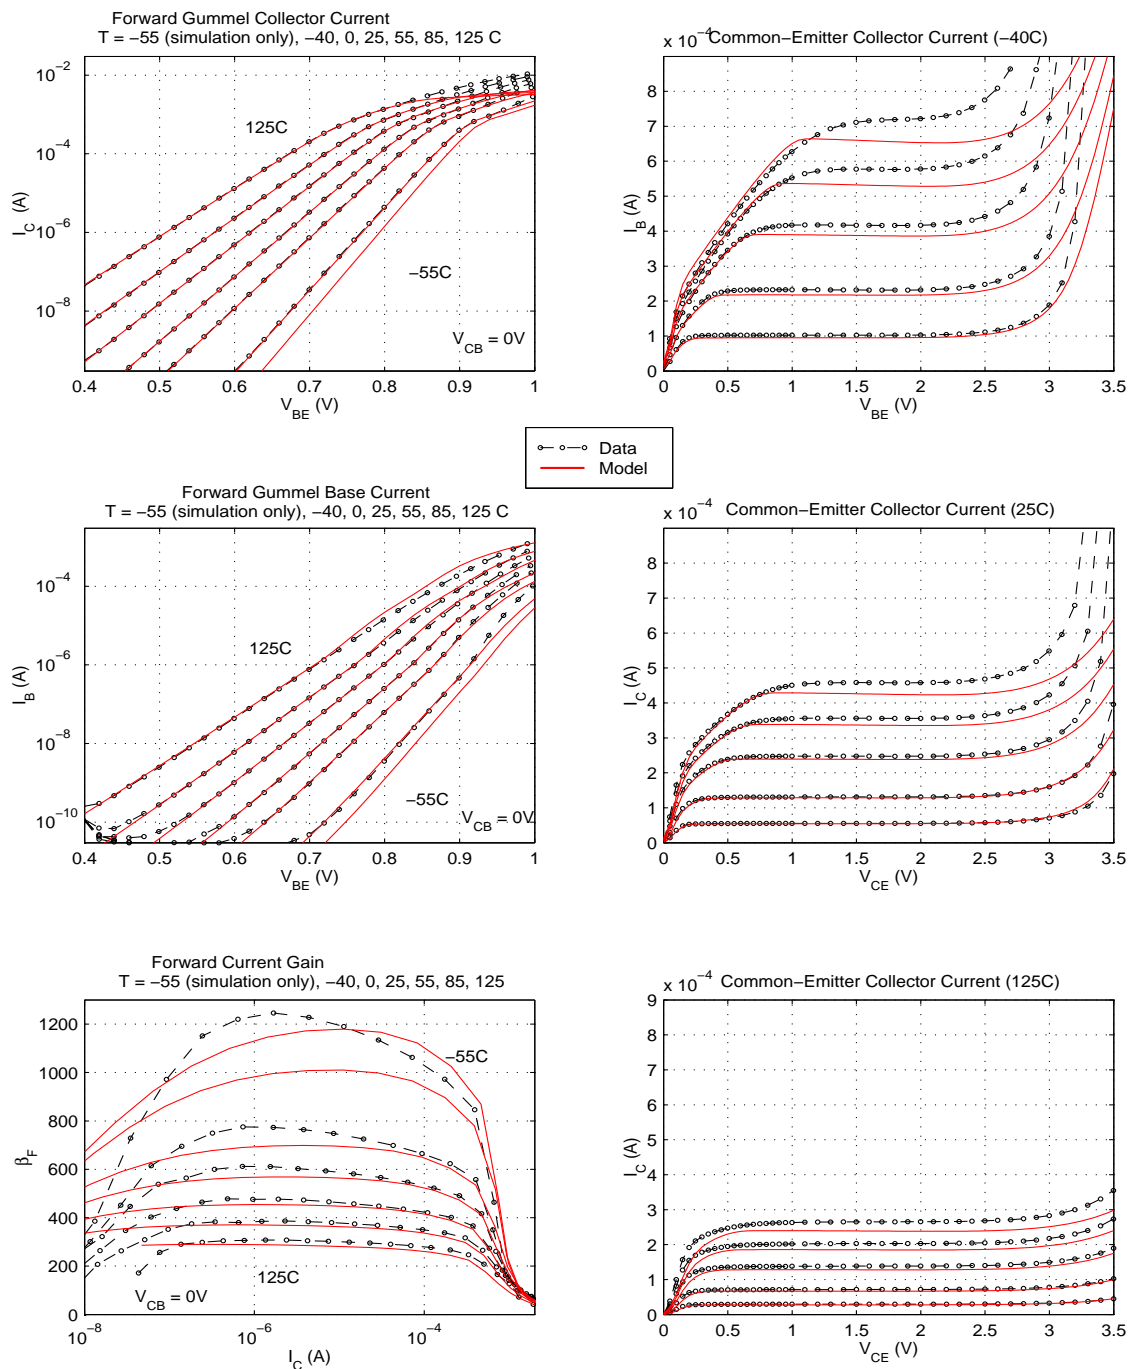 Forward Gummel Collector Current
T = −55 (simulation only), −40, 0, 25, 55, 85, 125 C
10^−2
10^−4
10^−6
10^−8
I_C (A)
125C
−55C
V_CB = 0V
0.4 0.5 0.6 0.7 0.8 0.9 1
V_BE (V)
x 10^−4
Common−Emitter Collector Current (−40C)
9
8
7
6
5
4
3
2
1
0
I_B (A)
0 0.5 1 1.5 2 2.5 3 3.5
V_BE (V)
Data
Model
Forward Gummel Base Current
T = −55 (simulation only), −40, 0, 25, 55, 85, 125 C
10^−4
10^−6
10^−8
10^−10
I_B (A)
125C
−55C
V_CB = 0V
0.4 0.5 0.6 0.7 0.8 0.9 1
V_BE (V)
x 10^−4
Common−Emitter Collector Current (25C)
9
8
7
6
5
4
3
2
1
0
I_C (A)
0 0.5 1 1.5 2 2.5 3 3.5
V_CE (V)
Forward Current Gain
T = −55 (simulation only), −40, 0, 25, 55, 85, 125
1200
1000
800
600
400
200
0
β_F
−55C
125C
V_CB = 0V
10^−8 10^−6 10^−4
I_C (A)
x 10^−4
Common−Emitter Collector Current (125C)
9
8
7
6
5
4
3
2
1
0
I_C (A)
0 0.5 1 1.5 2 2.5 3 3.5
V_CE (V)